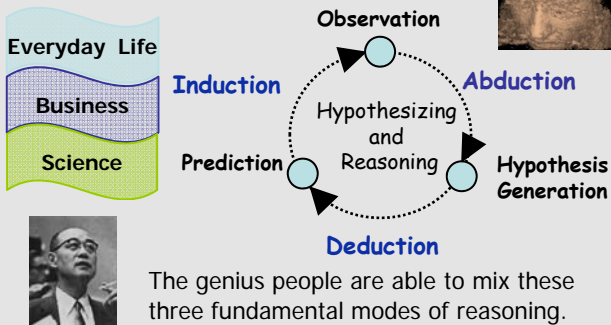 Observation
Everyday Life
Induction
Abduction
Business
Hypothesizing
and
Reasoning
Science
Prediction
Hypothesis
Generation
Deduction
The genius people are able to mix these
three fundamental modes of reasoning.